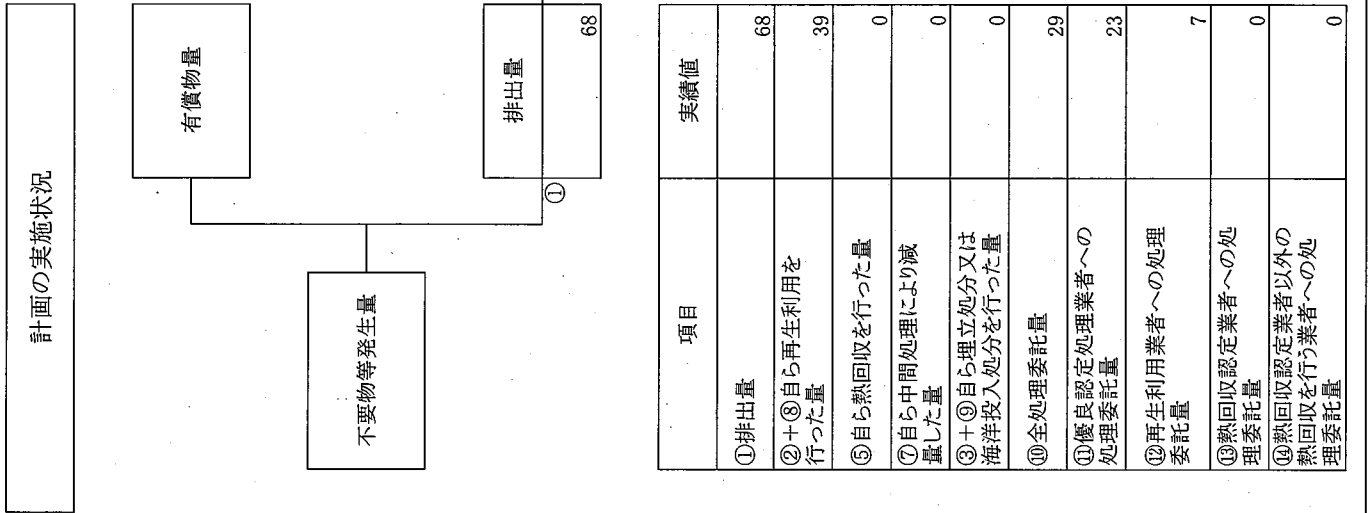 計画の実施状況
有償物量
不要物等発生量
排出量
①
68
項目
実績値
①排出量
68
②+⑧自ら再生利用を
行った量
39
⑤自ら熱回収を行った量
0
⑦自ら中間処理により減
量した量
0
③+⑨自ら埋立処分又は
海洋投入処分を行った量
0
⑩全処理委託量
29
⑪優良認定処理業者への
処理委託量
23
⑫再生利用業者への処理
委託量
7
⑬熱回収認定業者への処
理委託量
0
⑭熱回収認定業者以外の
熱回収を行う業者への処
理委託量
0